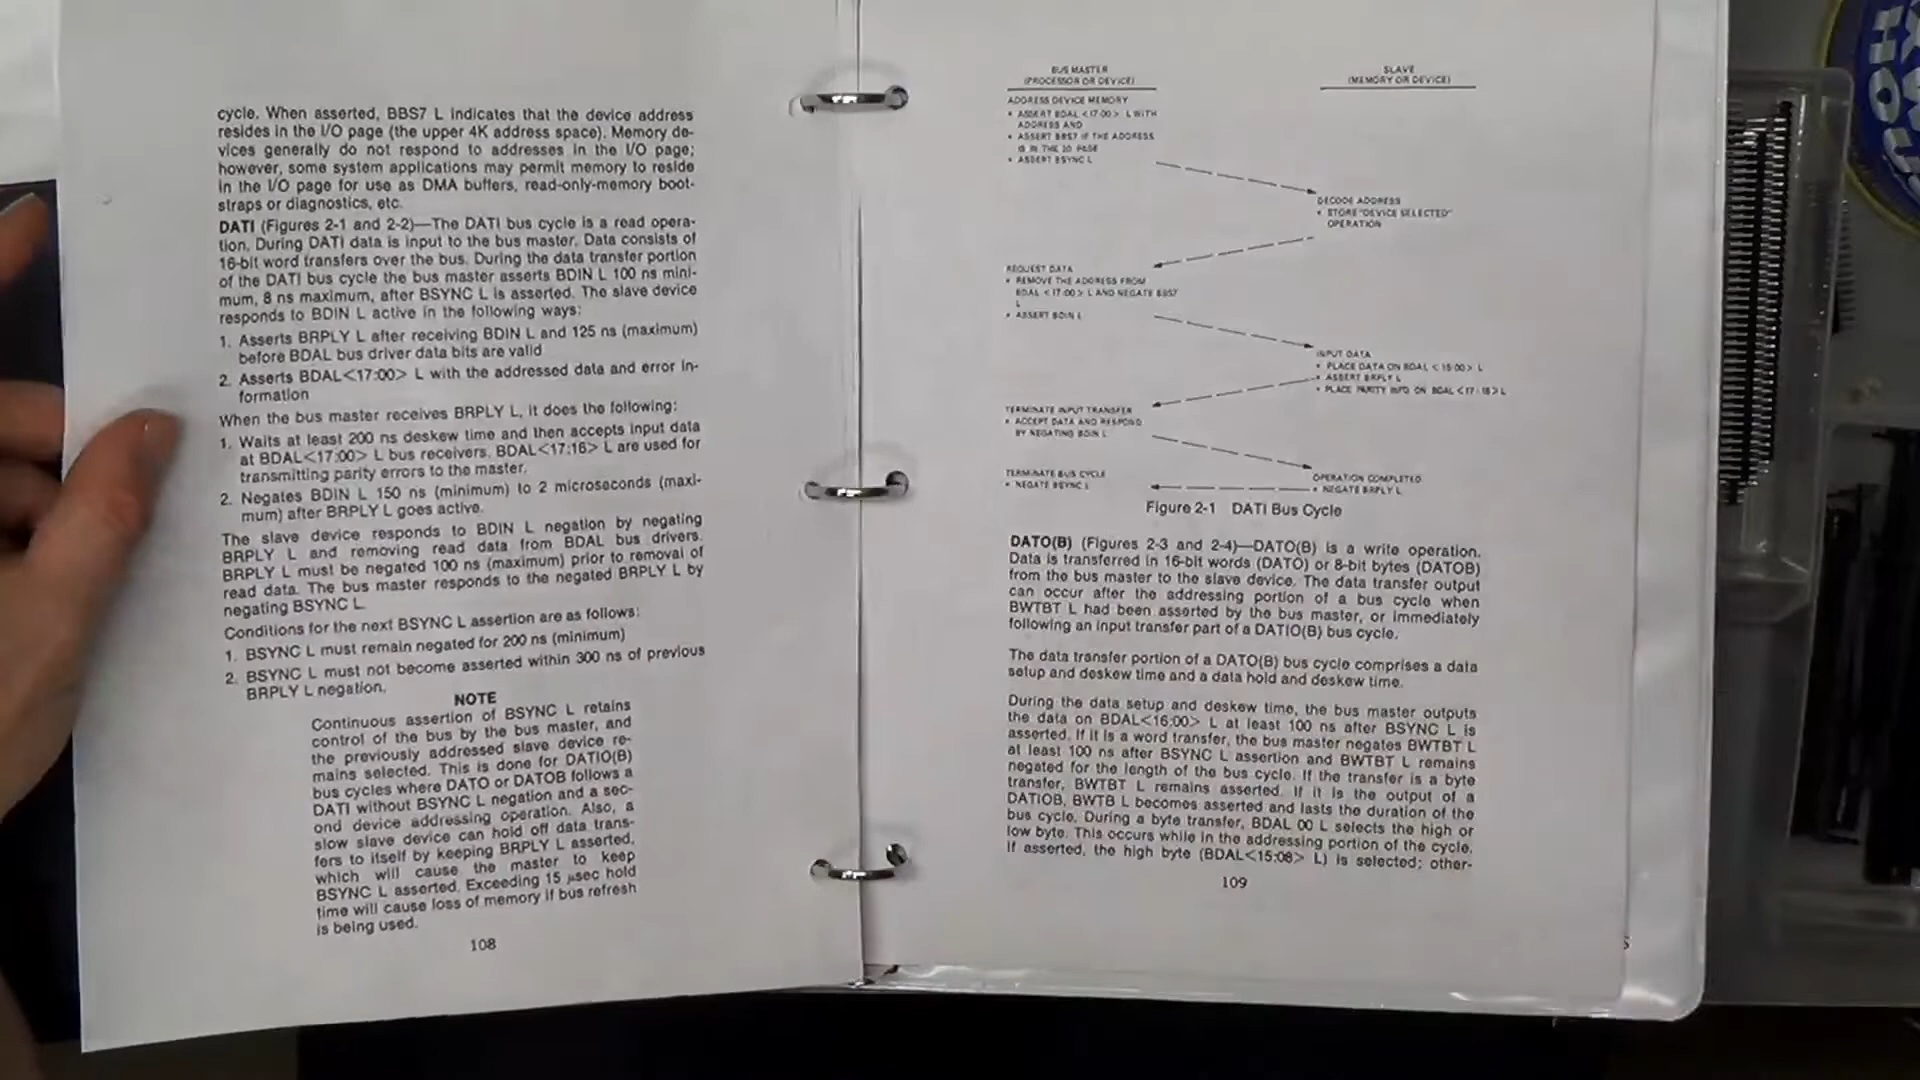 cycle. When asserted, BBS7 L indicates that the device address
resides in the I/O page (the upper 4K address space). Memory de-
vices generally do not respond to addresses in the I/O page;
however, some system applications may permit memory to reside
in the I/O page for use as DMA buffers, read-only-memory boot-
straps or diagnostics, etc.
DATI (Figures 2-1 and 2-2)—The DATI bus cycle is a read opera-
tion. During DATI data is input to the bus master. Data consists of
16-bit word transfers over the bus. During the data transfer portion
of the DATI bus cycle the bus master asserts BDIN L 100 ns mini-
mum, 8 ns maximum, after BSYNC L is asserted. The slave device
responds to BDIN L active in the following ways:
1. Asserts BRPLY L after receiving BDIN L and 125 ns (maximum)
before BDAL bus driver data bits are valid
2. Asserts BDAL<17:00> L with the addressed data and error in-
formation
When the bus master receives BRPLY L, it does the following:
1. Waits at least 200 ns deskew time and then accepts input data
at BDAL<17:00> L bus receivers. BDAL<17:16> L are used for
transmitting parity errors to the master.
2. Negates BDIN L 150 ns (minimum) to 2 microseconds (maxi-
mum) after BRPLY L goes active.
The slave device responds to BDIN L negation by negating
BRPLY L and removing read data from BDAL bus drivers.
BRPLY L must be negated 100 ns (maximum) prior to removal of
read data. The bus master responds to the negated BRPLY L by
negating BSYNC L.
Conditions for the next BSYNC L assertion are as follows:
1. BSYNC L must remain negated for 200 ns (minimum)
2. BSYNC L must not become asserted within 300 ns of previous
BRPLY L negation.
NOTE
Continuous assertion of BSYNC L retains
control of the bus by the bus master, and
the previously addressed slave device re-
mains selected. This is done for DATIO(B)
bus cycles where DATO or DATOB follows a
DATI without BSYNC L negation and a sec-
ond device addressing operation. Also, a
slow slave device can hold off data trans-
fers to itself by keeping BRPLY L asserted,
which will cause the master to keep
BSYNC L asserted. Exceeding 15 μsec hold
time will cause loss of memory if bus refresh
is being used.
108
BUS MASTER
(PROCESSOR OR DEVICE)
SLAVE
(MEMORY OR DEVICE)
ADDRESS DEVICE MEMORY
• ASSERT BDAL <17:00> L WITH
ADDRESS AND
• ASSERT BBS7 IF THE ADDRESS
IS IN THE IO PAGE
• ASSERT BSYNC L
DECODE ADDRESS
• STORE "DEVICE SELECTED"
OPERATION
REQUEST DATA
• REMOVE THE ADDRESS FROM
BDAL <17:00> L AND NEGATE BBS7
L
• ASSERT BDIN L
INPUT DATA
• PLACE DATA ON BDAL <15:00> L
• ASSERT BRPLY L
• PLACE PARITY INFO ON BDAL <17:16> L
TERMINATE INPUT TRANSFER
• ACCEPT DATA AND RESPOND
BY NEGATING BDIN L
OPERATION COMPLETED
• NEGATE BRPLY L
TERMINATE BUS CYCLE
• NEGATE BSYNC L
Figure 2-1 DATI Bus Cycle
DATO(B) (Figures 2-3 and 2-4)—DATO(B) is a write operation.
Data is transferred in 16-bit words (DATO) or 8-bit bytes (DATOB)
from the bus master to the slave device. The data transfer output
can occur after the addressing portion of a bus cycle when
BWTBT L had been asserted by the bus master, or immediately
following an input transfer part of a DATIO(B) bus cycle.
The data transfer portion of a DATO(B) bus cycle comprises a data
setup and deskew time and a data hold and deskew time.
During the data setup and deskew time, the bus master outputs
the data on BDAL<16:00> L at least 100 ns after BSYNC L is
asserted. If it is a word transfer, the bus master negates BWTBT L
at least 100 ns after BSYNC L assertion and BWTBT L remains
negated for the length of the bus cycle. If the transfer is a byte
transfer, BWTBT L remains asserted. If it is the output of a
DATIOB, BWTB L becomes asserted and lasts the duration of the
bus cycle. During a byte transfer, BDAL 00 L selects the high or
low byte. This occurs while in the addressing portion of the cycle.
If asserted, the high byte (BDAL<15:08> L) is selected; other-
109
S